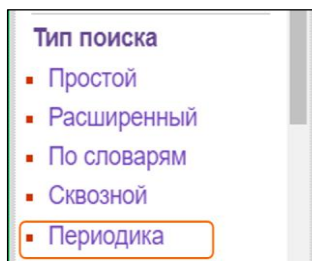 Тип поиска
Простой
Расширенный
По словарям
Сквозной
Периодика